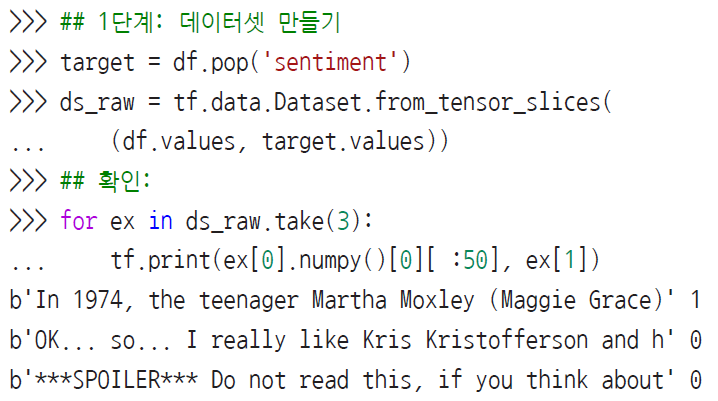 >>> ## 1단계: 데이터셋 만들기
>>> target = df.pop('sentiment')
>>> ds_raw = tf.data.Dataset.from_tensor_slices(
...     (df.values, target.values))
>>> ## 확인:
>>> for ex in ds_raw.take(3):
...     tf.print(ex[0].numpy()[0][ :50], ex[1])
b'In 1974, the teenager Martha Moxley (Maggie Grace)' 1
b'OK... so... I really like Kris Kristofferson and h' 0
b'***SPOILER*** Do not read this, if you think about' 0